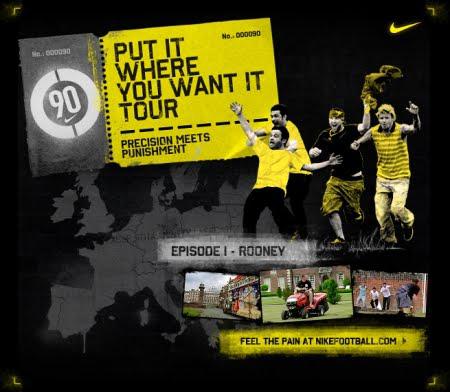 No.: 000090
90
PUT IT
WHERE
YOU WANT IT
TOUR
No.: 000090
PRECISION MEETS
PUNISHMENT
EPISODE I - ROONEY
FEEL THE PAIN AT NIKEFOOTBALL.COM